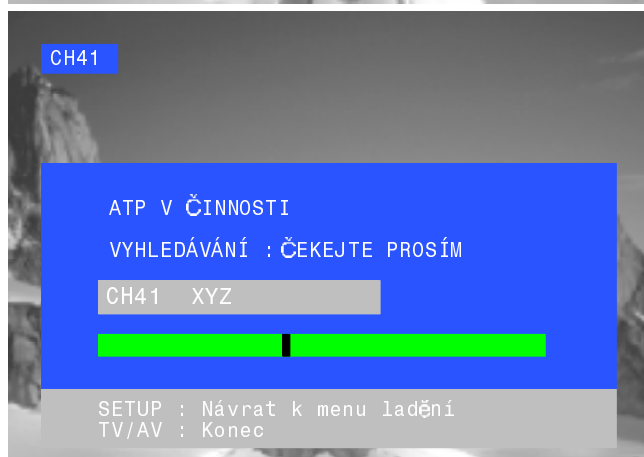 CH41
ATP V ČINNOSTI
VYHLEDÁVÁNÍ : ČEKEJTE PROSÍM
CH41 XYZ
SETUP : Návrat k menu ladění
TV/AV : Konec